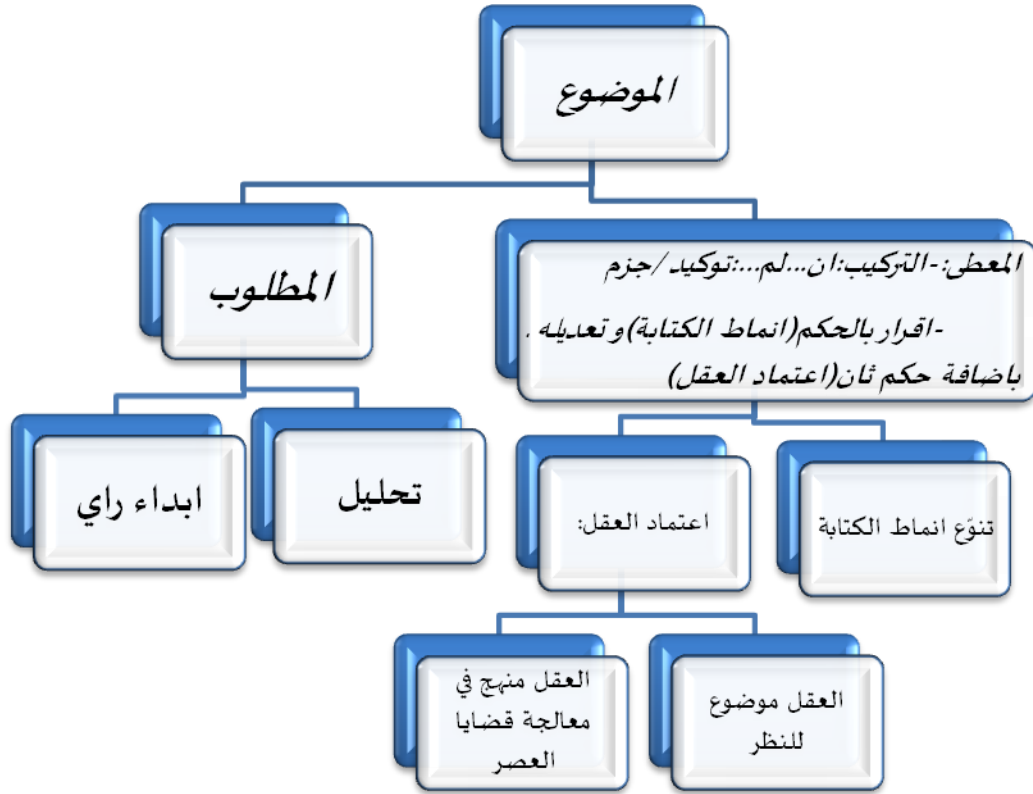 الموضوع
المعطى:-التركيب:ان...لم...:توكيد/جزم
-اقرار بالحكم(انماط الكتابة)و تعديله .
باضافة حكم ثان(اعتماد العقل)
تنوّع انماط الكتابة
اعتماد العقل:
العقل موضوع
للنظر
العقل منهج في
معالجة قضايا
العصر
المطلوب
تحليل
ابداء راي